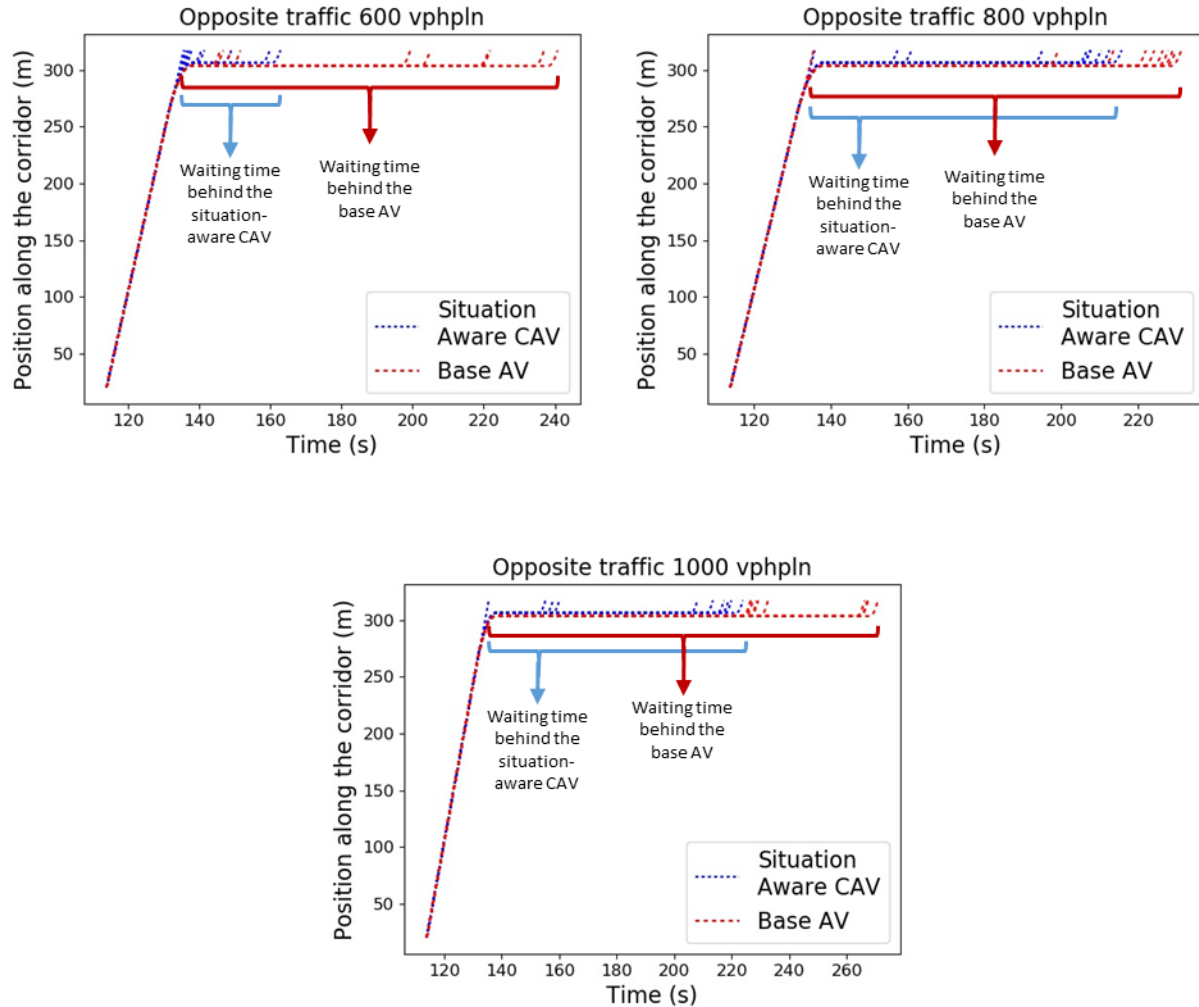 Opposite traffic 600 vphpln
Position along the corridor (m)
300
250
200
150
100
50
Waiting time
behind the
situation-
aware CAV
Waiting time
behind the
base AV
Situation
Aware CAV
Base AV
120 140 160 180 200 220 240
Time (s)
Opposite traffic 800 vphpln
Position along the corridor (m)
300
250
200
150
100
50
Waiting time
behind the
situation-
aware CAV
Waiting time
behind the
base AV
Situation
Aware CAV
Base AV
120 140 160 180 200 220
Time (s)
Opposite traffic 1000 vphpln
Position along the corridor (m)
300
250
200
150
100
50
Waiting time
behind the
situation-
aware CAV
Waiting time
behind the
base AV
Situation
Aware CAV
Base AV
120 140 160 180 200 220 240 260
Time (s)